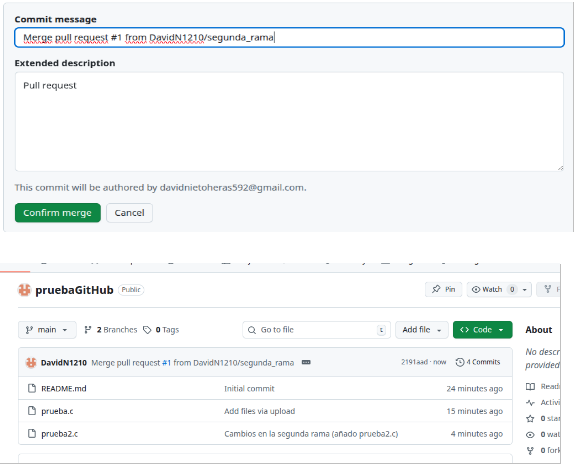 Commit message
Merge pull request #1 from DavidN1210/segunda_rama
Extended description
Pull request
This commit will be authored by davidnietoheras592@gmail.com.
Confirm merge Cancel
pruebaGitHub Public Pin Watch 0
main 2 Branches 0 Tags Go to file t Add file Code About
DavidN1210 Merge pull request #1 from DavidN1210/segunda_rama 2191aad · now 4 Commits
No descr
provided
README.md Initial commit 24 minutes ago
Read
prueba.c Add files via upload 15 minutes ago
Activi
0 star
prueba2.c Cambios en la segunda rama (añado prueba2.c) 4 minutes ago
0 wat
0 fork